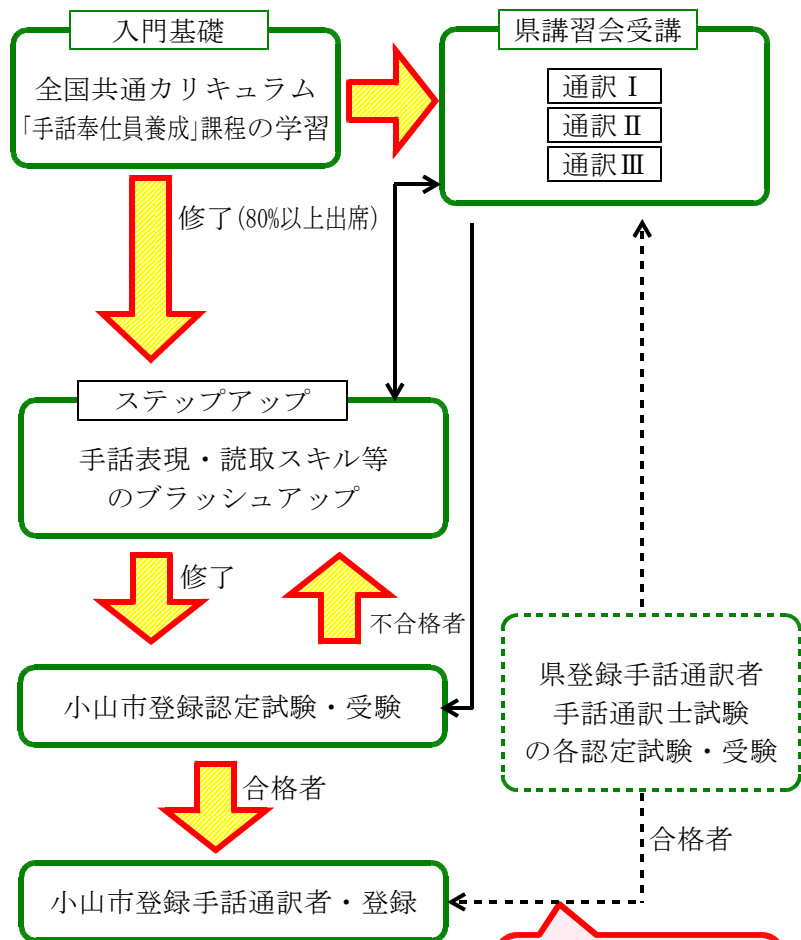 入門基礎
全国共通カリキュラム
「手話奉仕員養成」課程の学習
県講習会受講
通訳Ⅰ
通訳Ⅱ
通訳Ⅲ
修了(80%以上出席)
ステップアップ
手話表現・読取スキル等
のブラッシュアップ
修了
不合格者
小山市登録認定試験・受験
県登録手話通訳者
手話通訳士試験
の各認定試験・受験
合格者
合格者
小山市登録手話通訳者・登録